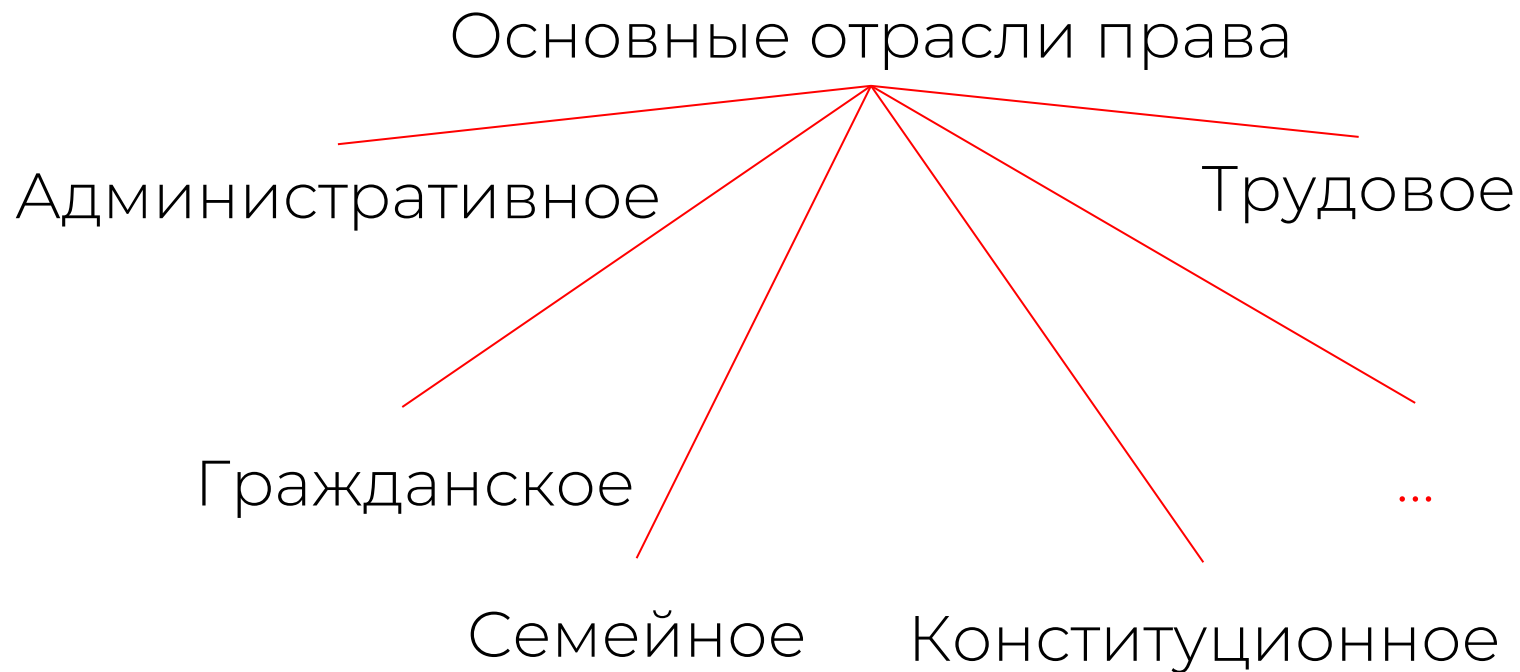 Основные отрасли права
Административное
Трудовое
Гражданское
...
Семейное
Конституционное